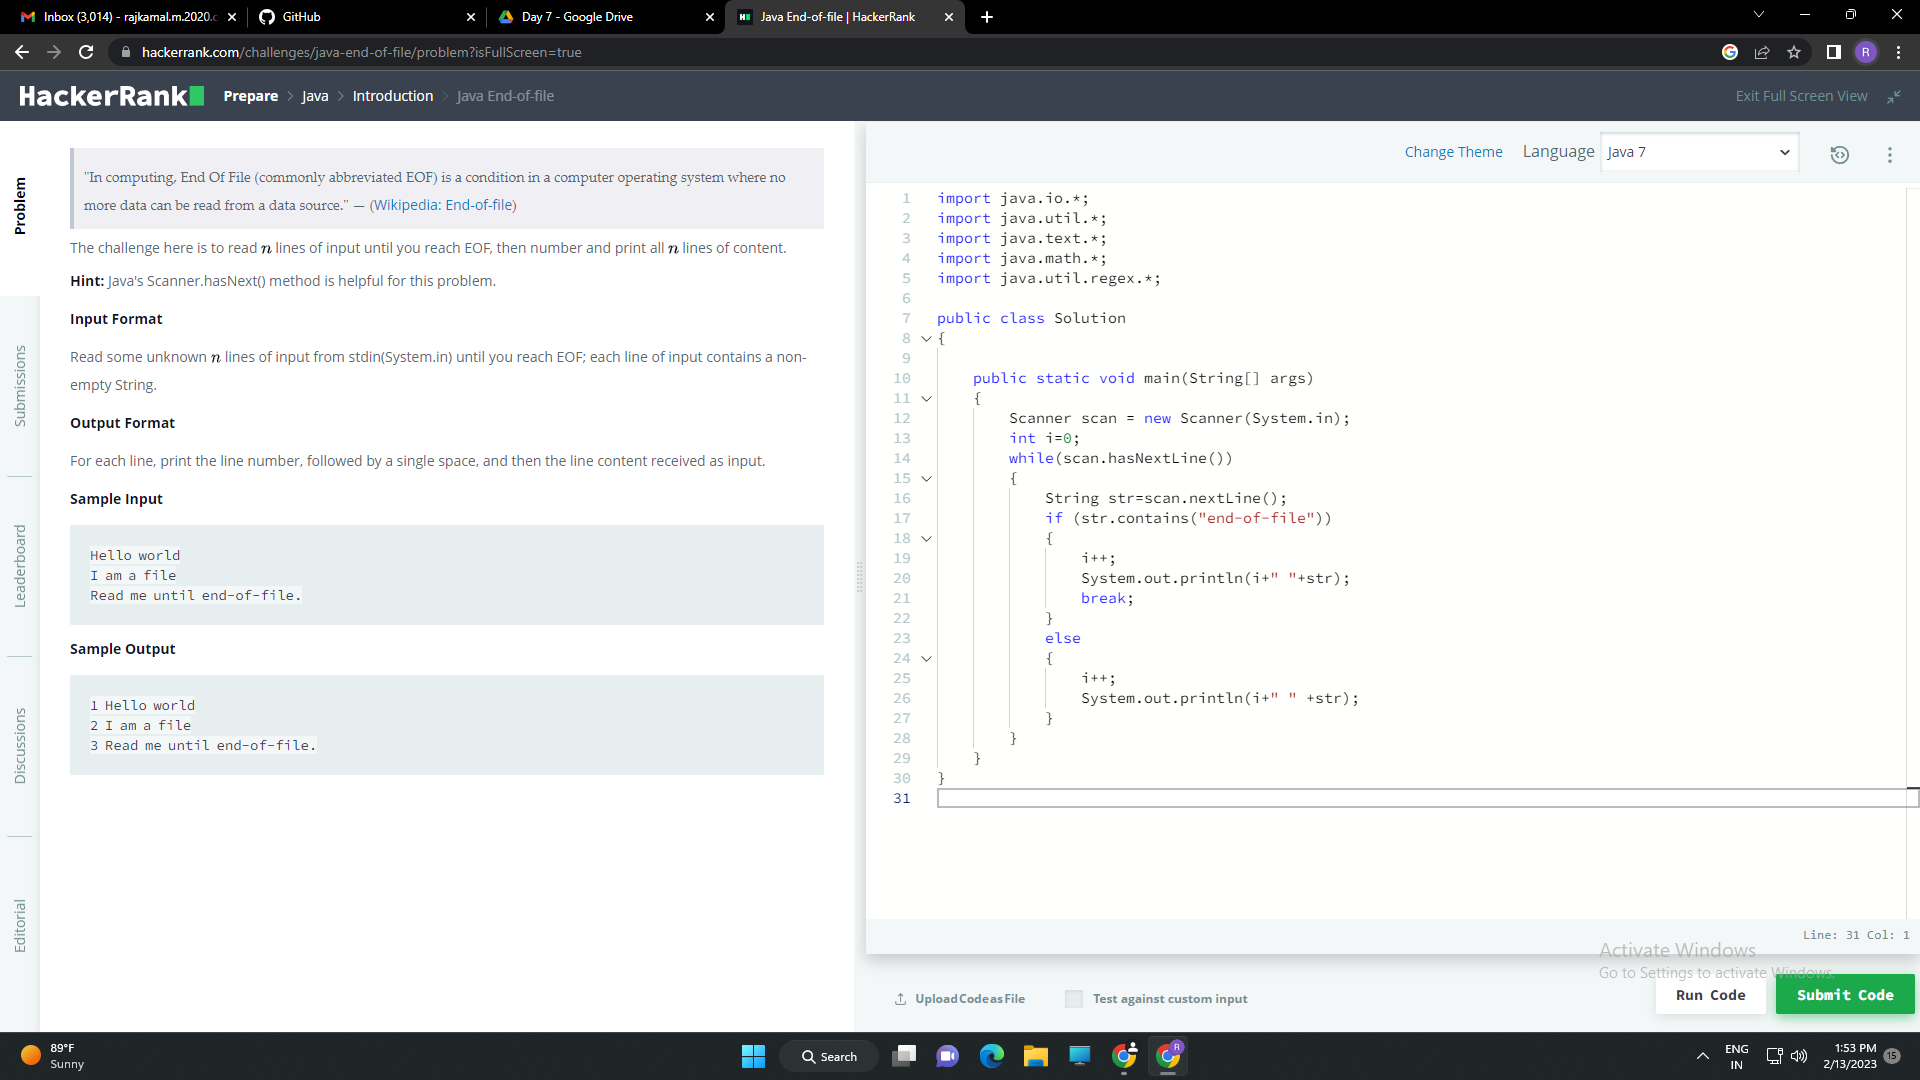 Inbox (3,014) - rajkamal.m.2020.c
GitHub
Day 7 - Google Drive
Java End-of-file | HackerRank
hackerrank.com/challenges/java-end-of-file/problem?isFullScreen=true
R
HackerRank
Prepare > Java > Introduction > Java End-of-file
Exit Full Screen View
Problem
Submissions
Leaderboard
Discussions
Editorial
"In computing, End Of File (commonly abbreviated EOF) is a condition in a computer operating system where no
more data can be read from a data source." — (Wikipedia: End-of-file)
The challenge here is to read n lines of input until you reach EOF, then number and print all n lines of content.
Hint: Java's Scanner.hasNext() method is helpful for this problem.
Input Format
Read some unknown n lines of input from stdin(System.in) until you reach EOF; each line of input contains a non-
empty String.
Output Format
For each line, print the line number, followed by a single space, and then the line content received as input.
Sample Input
Hello world
I am a file
Read me until end-of-file.
Sample Output
1 Hello world
2 I am a file
3 Read me until end-of-file.
Change Theme
Language
Java 7
1 import java.io.*;
2 import java.util.*;
3 import java.text.*;
4 import java.math.*;
5 import java.util.regex.*;
6
7 public class Solution
8 {
9
10 public static void main(String[] args)
11 {
12 Scanner scan = new Scanner(System.in);
13 int i=0;
14 while(scan.hasNextLine())
15 {
16 String str=scan.nextLine();
17 if (str.contains("end-of-file"))
18 {
19 i++;
20 System.out.println(i+" "+str);
21 break;
22 }
23 else
24 {
25 i++;
26 System.out.println(i+" " +str);
27 }
28 }
29 }
30 }
31
Line: 31 Col: 1
Activate Windows
Go to Settings to activate Windows.
Upload Code as File
Test against custom input
Run Code
Submit Code
89°F
Sunny
Search
R
ENG
IN
1:53 PM
2/13/2023
15